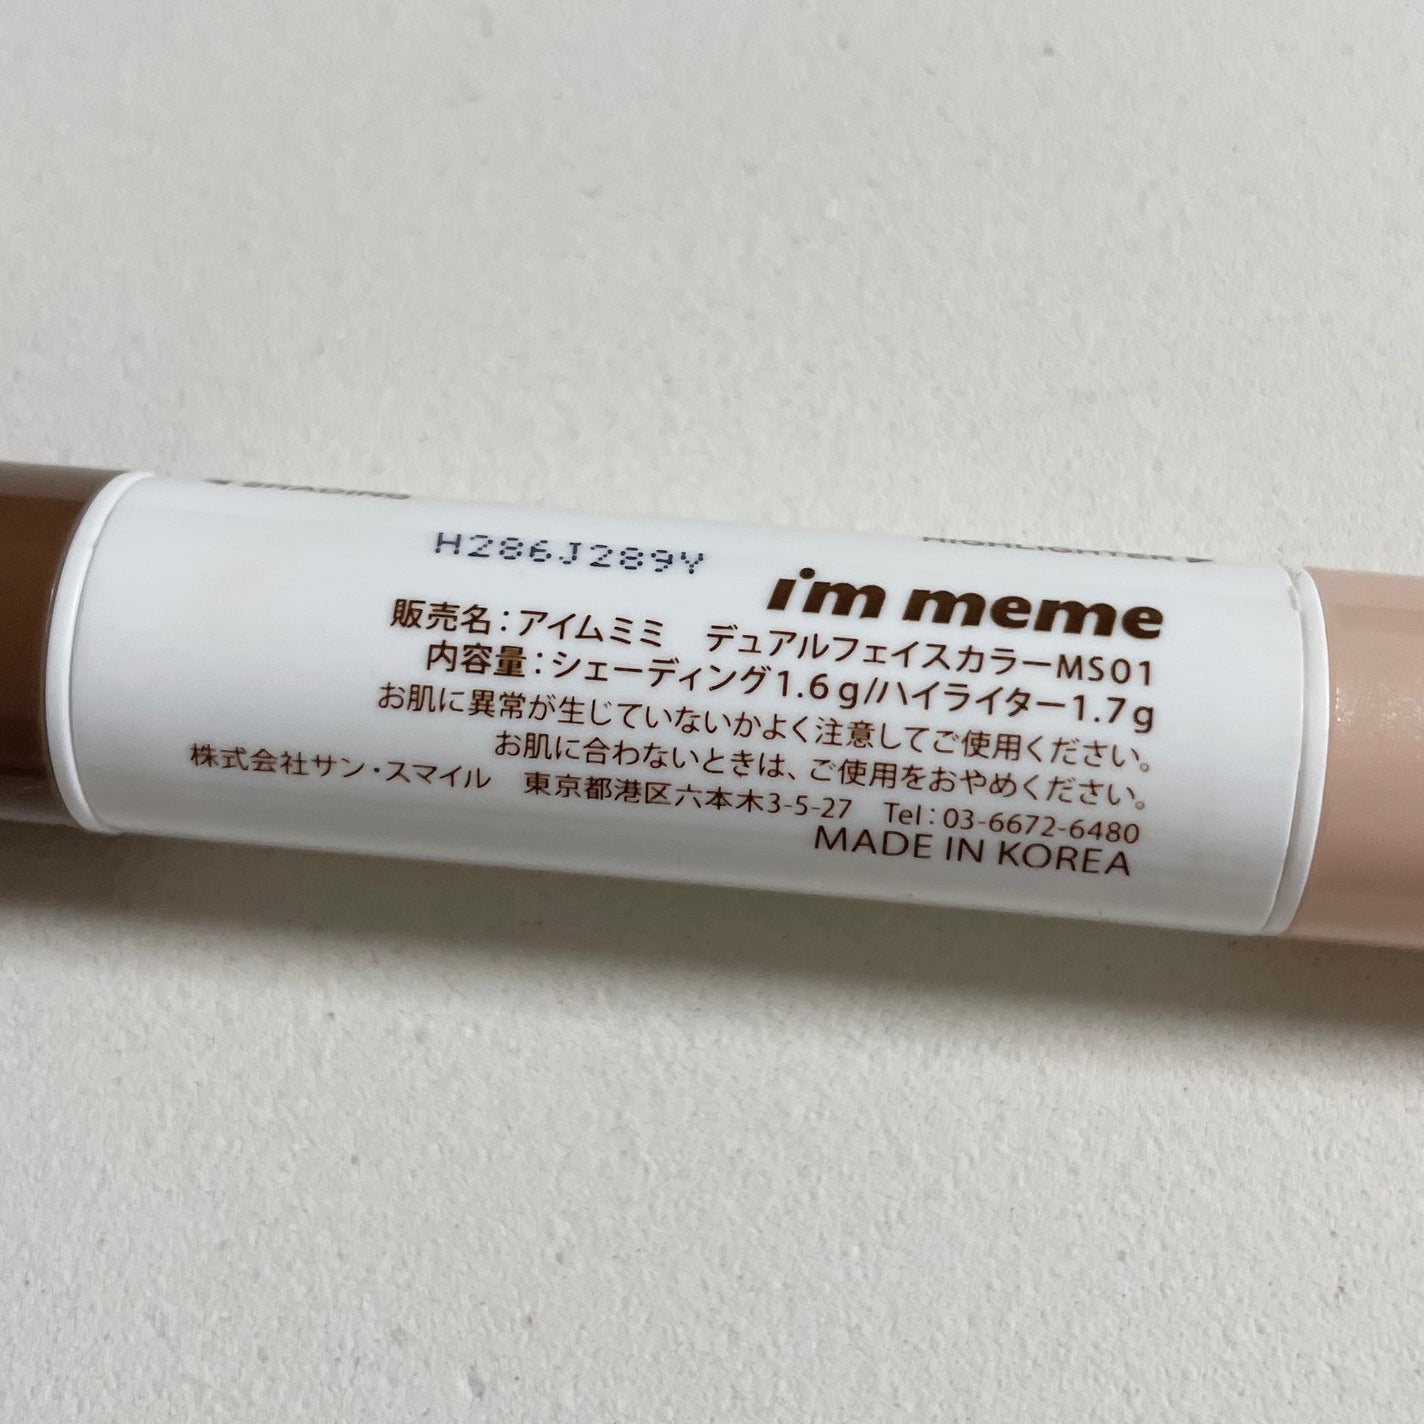 SHADING
HIGHLIGHTER
H286J289Y
i'm meme
販売名：アイムミミ　デュアルフェイスカラーMS01
内容量：シェーディング1.6g/ハイライター1.7g
お肌に異常が生じていないかよく注意してご使用ください。
お肌に合わないときは、ご使用をおやめください。
株式会社サン・スマイル　東京都港区六本木3-5-27　Tel：03-6672-6480
MADE IN KOREA